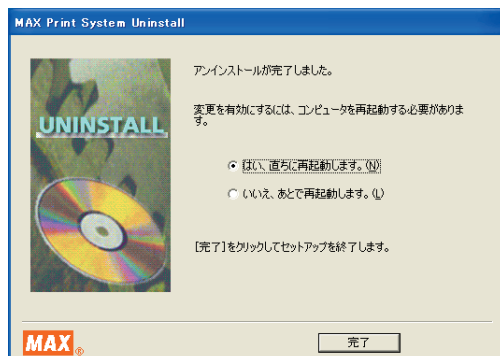 MAX Print System Uninstall
UNINSTALL
アンインストールが完了しました。
変更を有効にするには、コンピュータを再起動する必要がありま
す。
はい、直ちに再起動します。(N)
いいえ、あとで再起動します。(L)
[完了]をクリックしてセットアップを終了します。
MAX®
完了